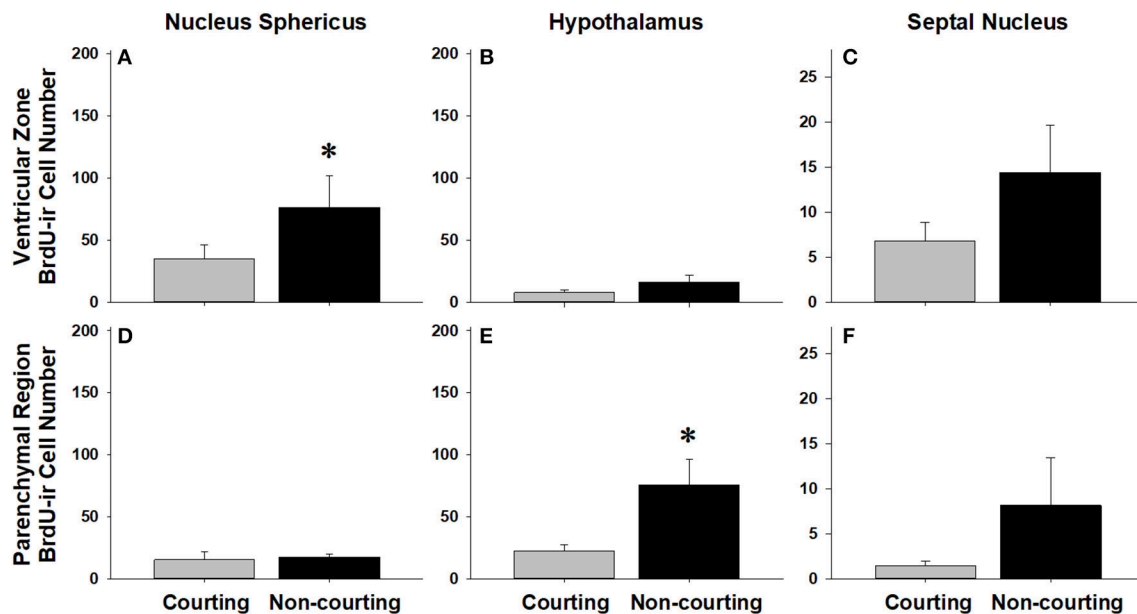 Nucleus Sphericus
Hypothalamus
Septal Nucleus
Ventricular Zone
BrdU-ir Cell Number
A
200
150
100
50
0
*
B
200
150
100
50
0
C
25
20
15
10
5
0
Parenchymal Region
BrdU-ir Cell Number
D
200
150
100
50
0
Courting Non-courting
E
200
150
100
50
0
*
Courting Non-courting
F
25
20
15
10
5
0
Courting Non-courting